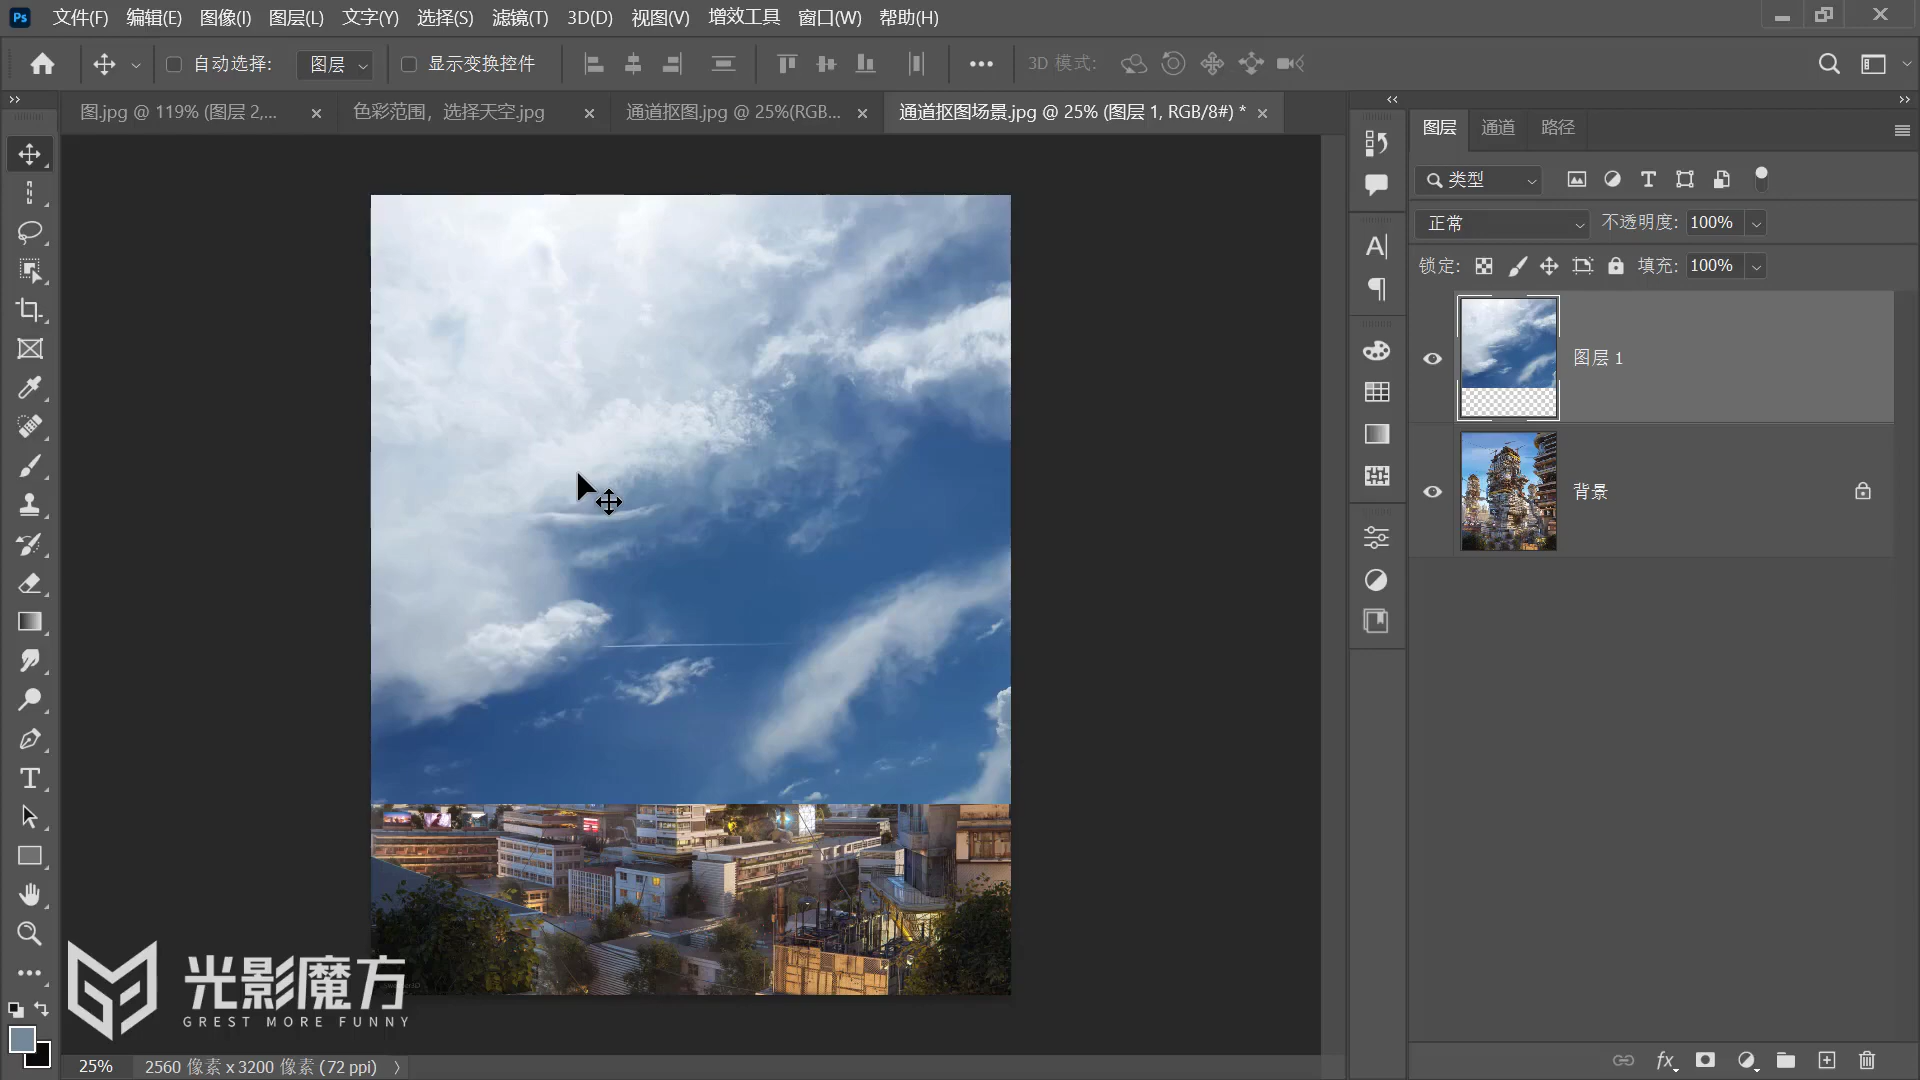 文件(F) 编辑(E) 图像(I) 图层(L) 文字(Y) 选择(S) 滤镜(T) 3D(D) 视图(V) 增效工具 窗口(W) 帮助(H)
自动选择: 图层 显示变换控件 3D 模式:
图.jpg @ 119% (图层 2,... 色彩范围，选择天空.jpg 通道抠图.jpg @ 25%(RGB... 通道抠图场景.jpg @ 25% (图层 1, RGB/8#) *
图层 通道 路径
类型
正常 不透明度: 100%
锁定: 填充: 100%
图层 1
背景
光影魔方
GREST MORE FUNNY
25% 2560 像素 x 3200 像素 (72 ppi)